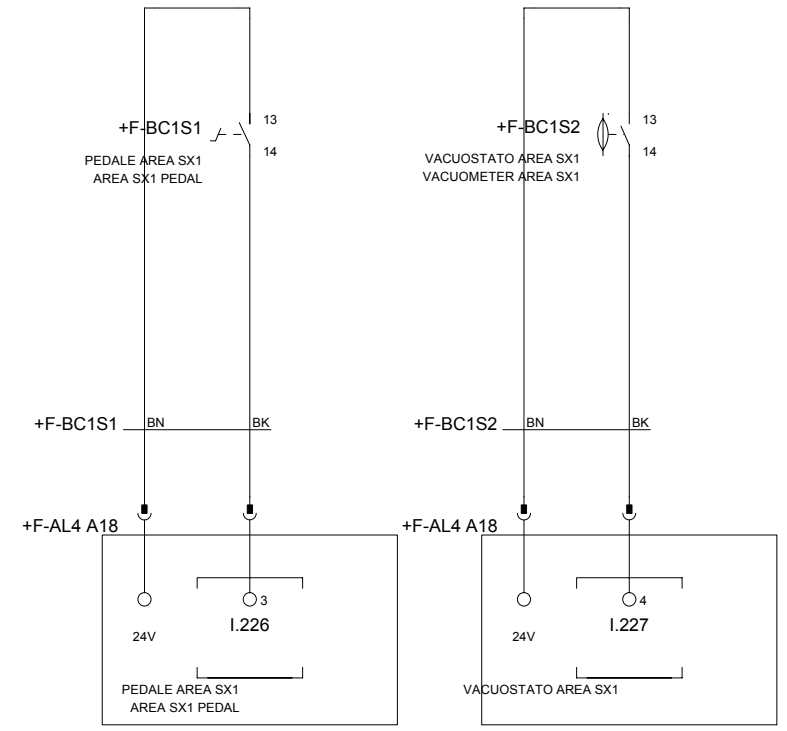 +F-BC1S1
13
14
PEDALE AREA SX1
AREA SX1 PEDAL
+F-BC1S2
13
14
VACUOSTATO AREA SX1
VACUOMETER AREA SX1
+F-BC1S1
BN
BK
+F-BC1S2
BN
BK
+F-AL4 A18
+F-AL4 A18
3
24V
I.226
PEDALE AREA SX1
AREA SX1 PEDAL
4
24V
I.227
VACUOSTATO AREA SX1